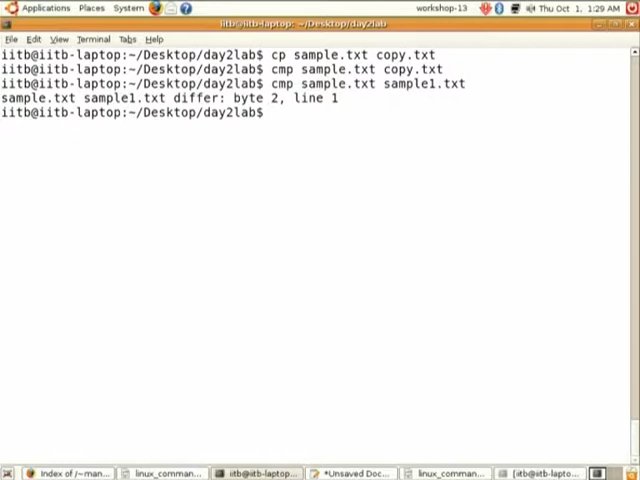 Applications Places System workshop-13 Thu Oct 1, 1:29 AM
iitb@iitb-laptop: ~/Desktop/day2lab
File Edit View Terminal Tabs Help
iitb@iitb-laptop:~/Desktop/day2lab$ cp sample.txt copy.txt
iitb@iitb-laptop:~/Desktop/day2lab$ cmp sample.txt copy.txt
iitb@iitb-laptop:~/Desktop/day2lab$ cmp sample.txt sample1.txt
sample.txt sample1.txt differ: byte 2, line 1
iitb@iitb-laptop:~/Desktop/day2lab$
Index of /~man... linux_comman... iitb@iitb-laptop... *Unsaved Doc... linux_comman... [iitb@iitb-lapto...